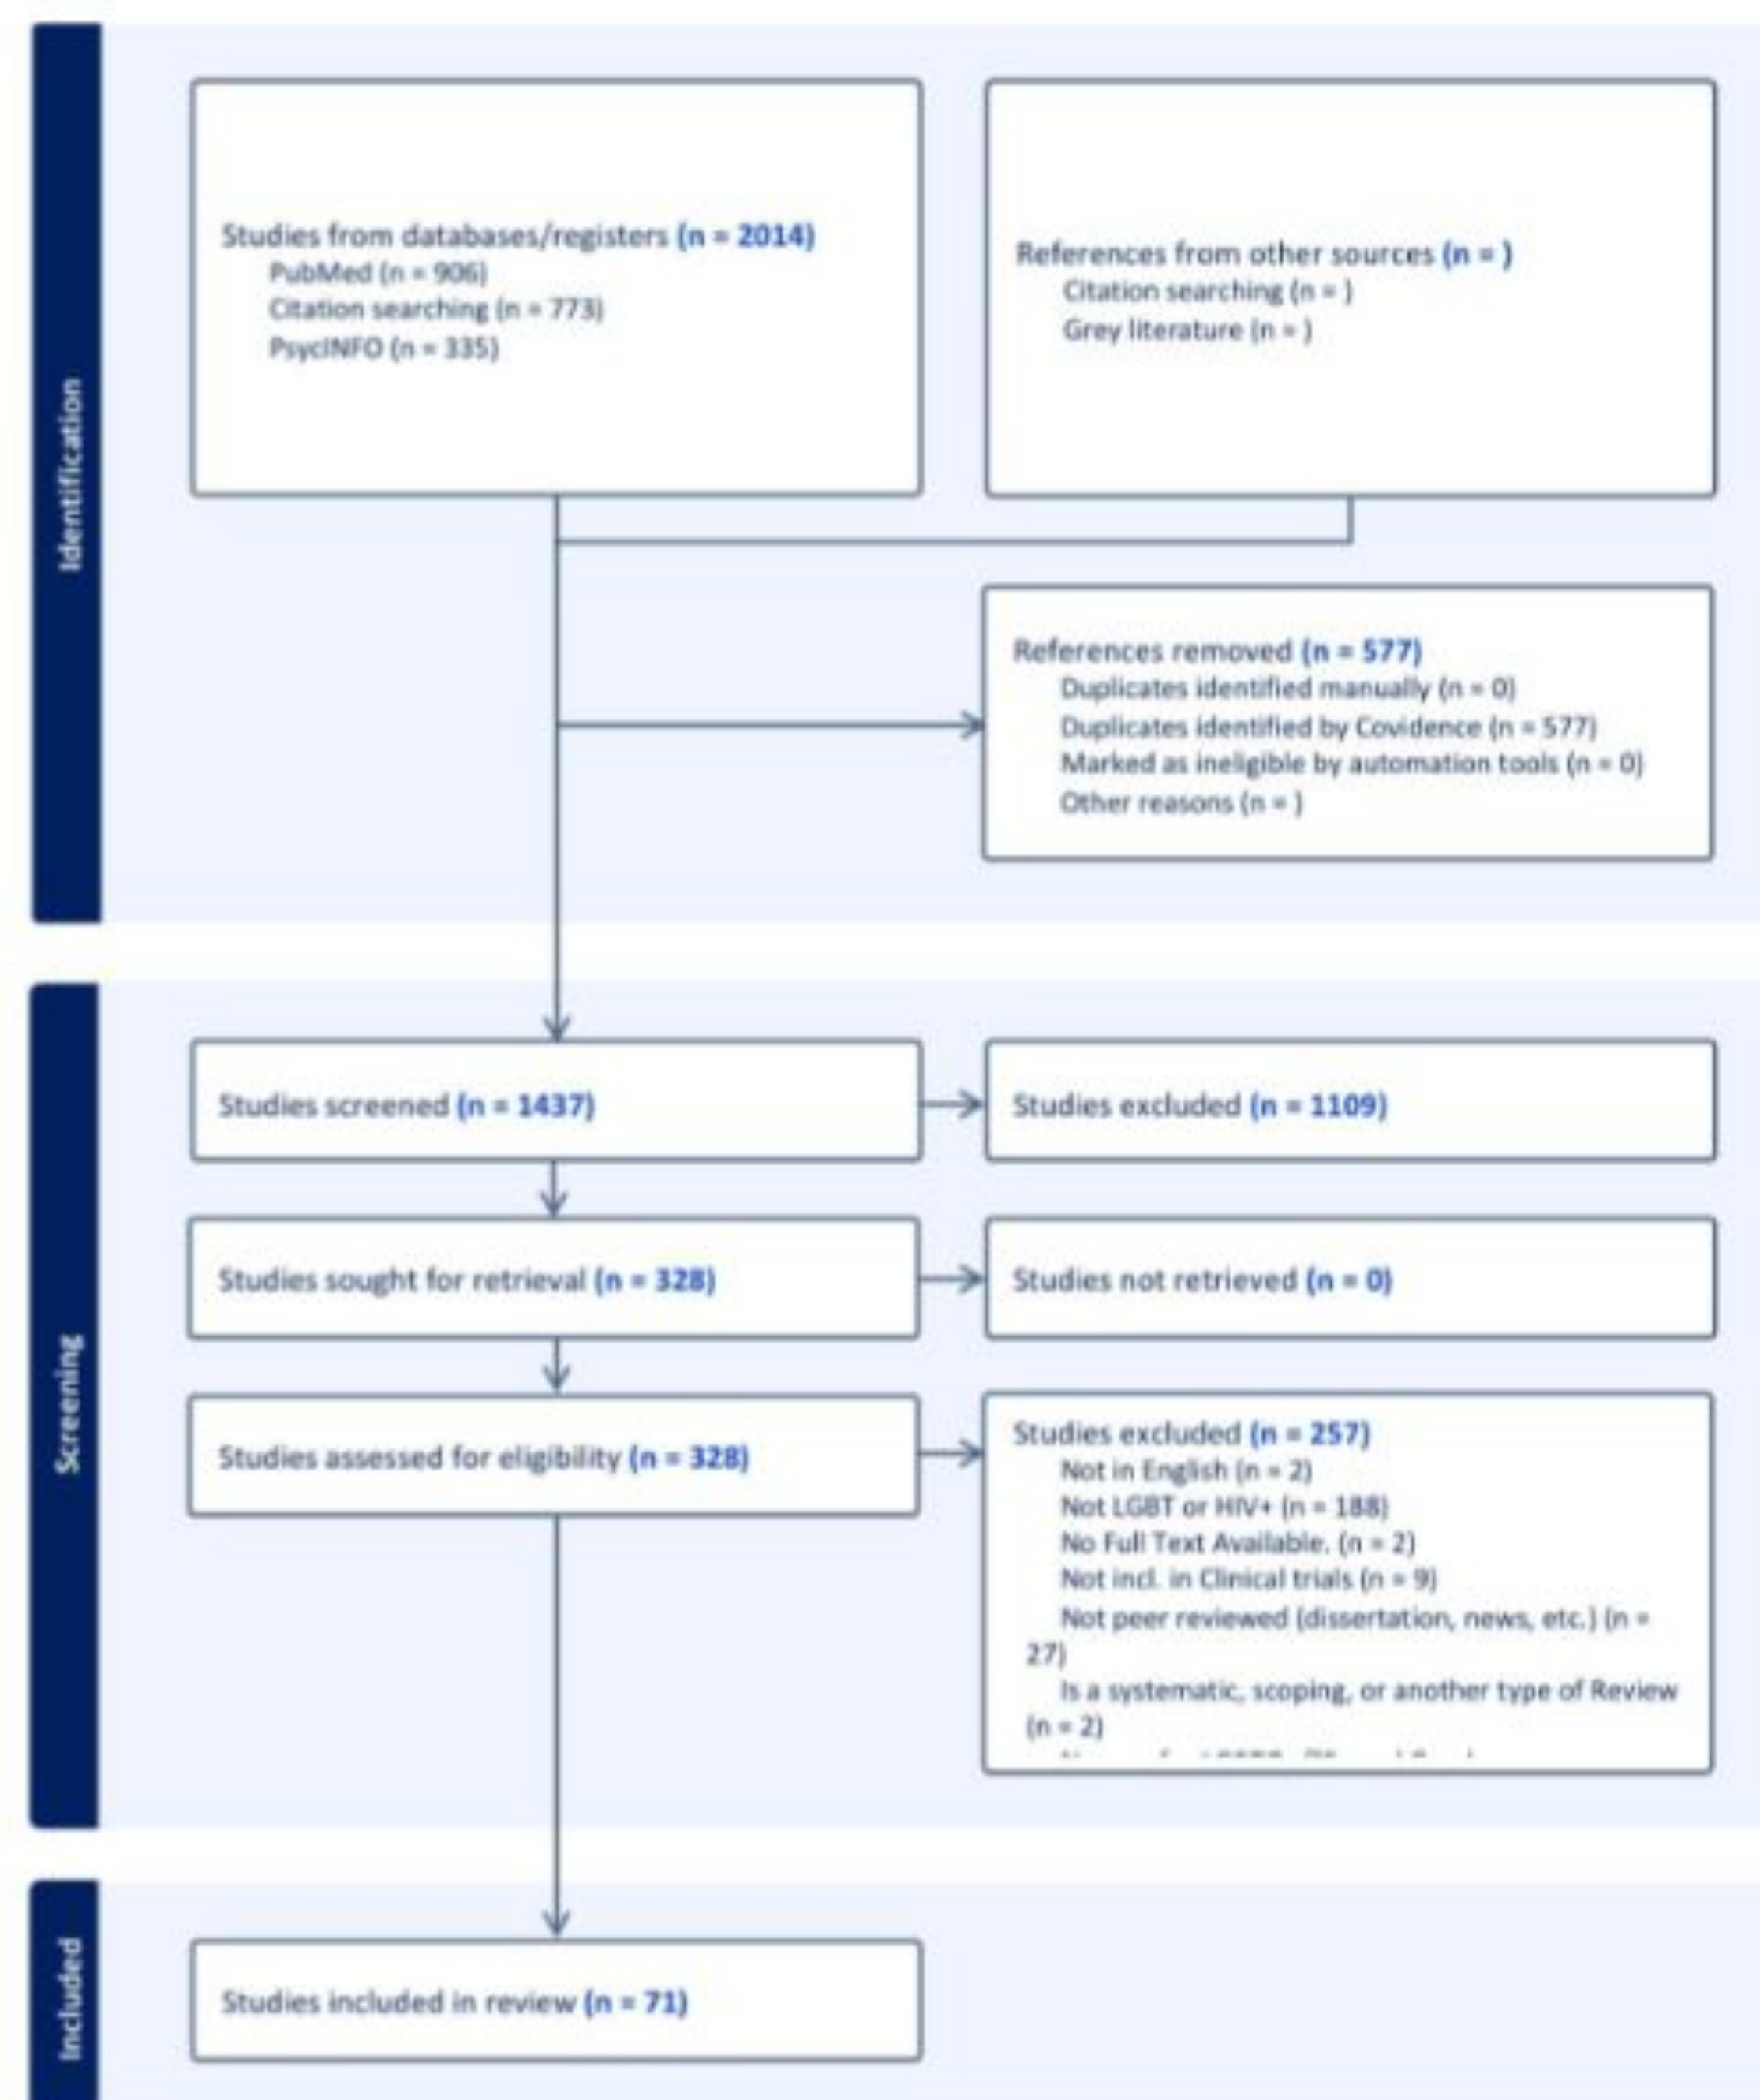 Identification
Studies from databases/registers (n = 2014)
PubMed (n = 906)
Citation searching (n = 773)
PsycINFO (n = 335)
References from other sources (n = )
Citation searching (n = )
Grey literature (n = )
References removed (n = 577)
Duplicates identified manually (n = 0)
Duplicates identified by Covidence (n = 577)
Marked as ineligible by automation tools (n = 0)
Other reasons (n = )
Screening
Studies screened (n = 1437)
Studies excluded (n = 1109)
Studies sought for retrieval (n = 328)
Studies not retrieved (n = 0)
Studies assessed for eligibility (n = 328)
Studies excluded (n = 257)
Not in English (n = 2)
Not LGBT or HIV+ (n = 188)
No Full Text Available. (n = 2)
Not incl. in Clinical trials (n = 9)
Not peer reviewed (dissertation, news, etc.) (n =
27)
Is a systematic, scoping, or another type of Review
(n = 2)
Included
Studies included in review (n = 71)